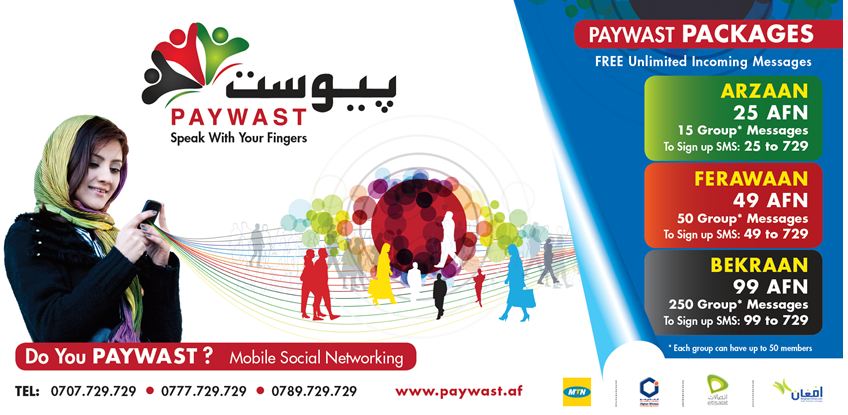 پیوست
PAYWAST
Speak With Your Fingers
Do You PAYWAST ? Mobile Social Networking
TEL: 0707.729.729 • 0777.729.729 • 0789.729.729
www.paywast.af
PAYWAST PACKAGES
FREE Unlimited Incoming Messages
ARZAAN
25 AFN
15 Group* Messages
To Sign up SMS: 25 to 729
FERAWAAN
49 AFN
50 Group* Messages
To Sign up SMS: 49 to 729
BEKRAAN
99 AFN
250 Group* Messages
To Sign up SMS: 99 to 729
* Each group can have up to 50 members
MTN
اتصالات
etisalat
افغان